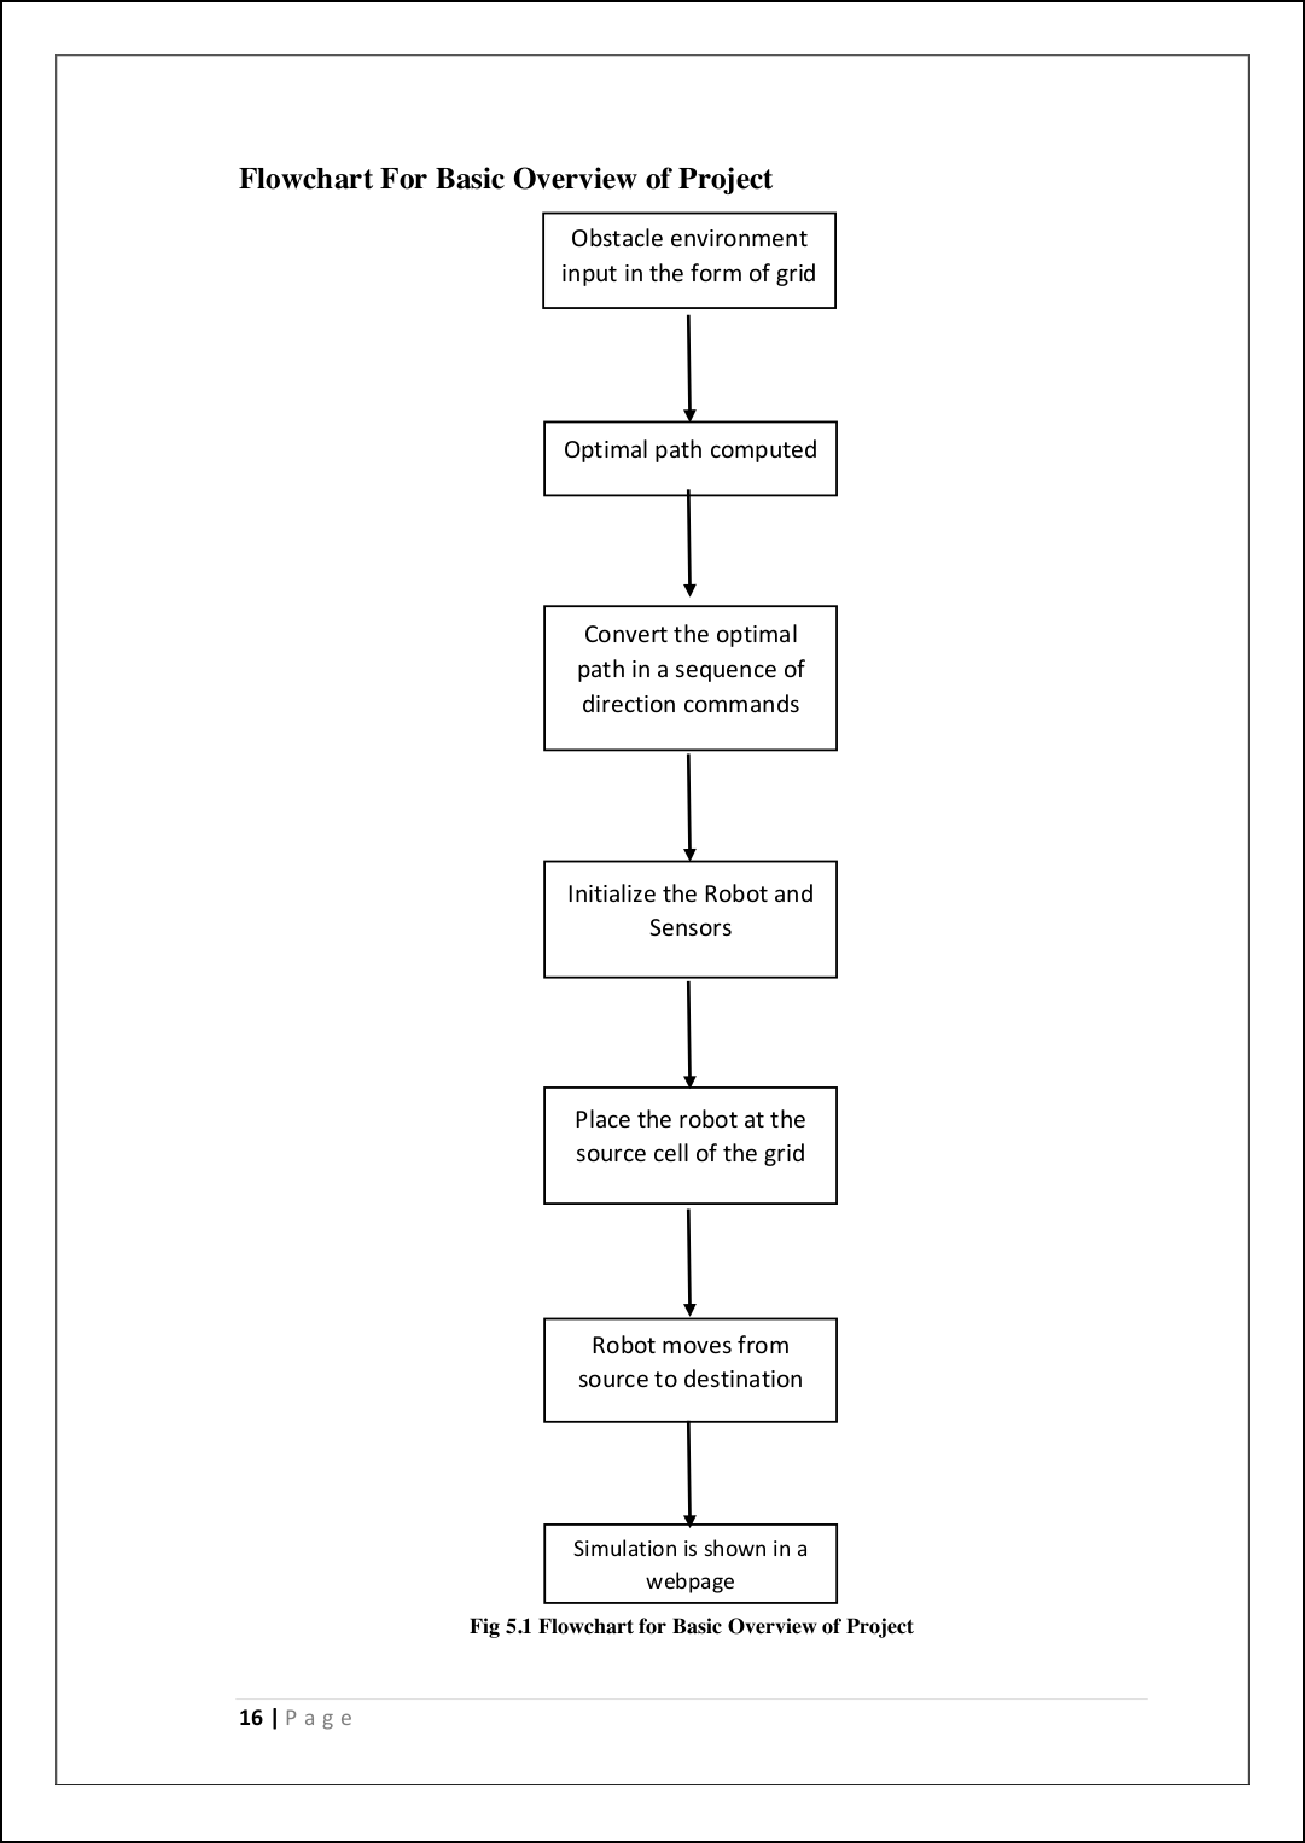 Flowchart For Basic Overview of Project
Obstacle environment
input in the form of grid
Optimal path computed
Convert the optimal
path in a sequence of
direction commands
Initialize the Robot and
Sensors
Place the robot at the
source cell of the grid
Robot moves from
source to destination
Simulation is shown in a
webpage
Fig 5.1 Flowchart for Basic Overview of Project
16 | P a g e